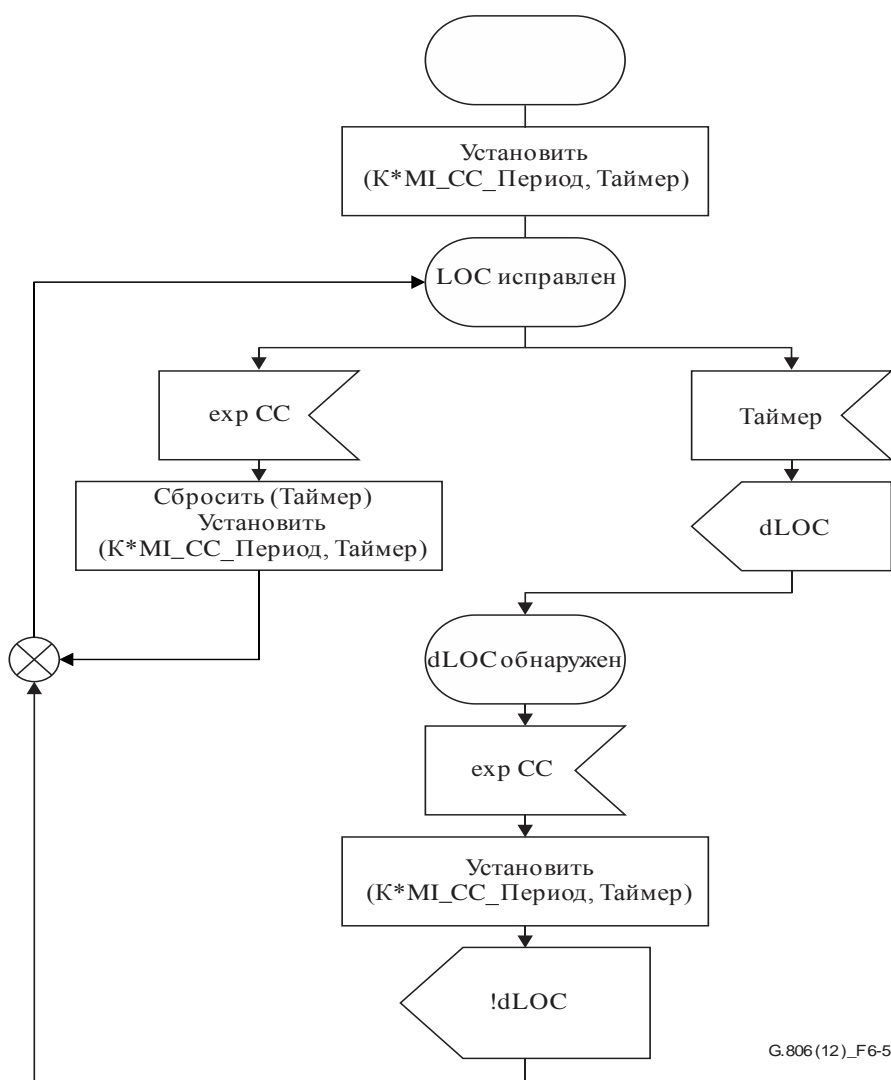 Установить
(К*MI_CC_Период, Таймер)
LOC исправлен
exp CC
Таймер
Сбросить (Таймер)
Установить
(К*MI_CC_Период, Таймер)
dLOC
dLOC обнаружен
exp CC
Установить
(К*MI_CC_Период, Таймер)
!dLOC
G.806(12)_F6-5